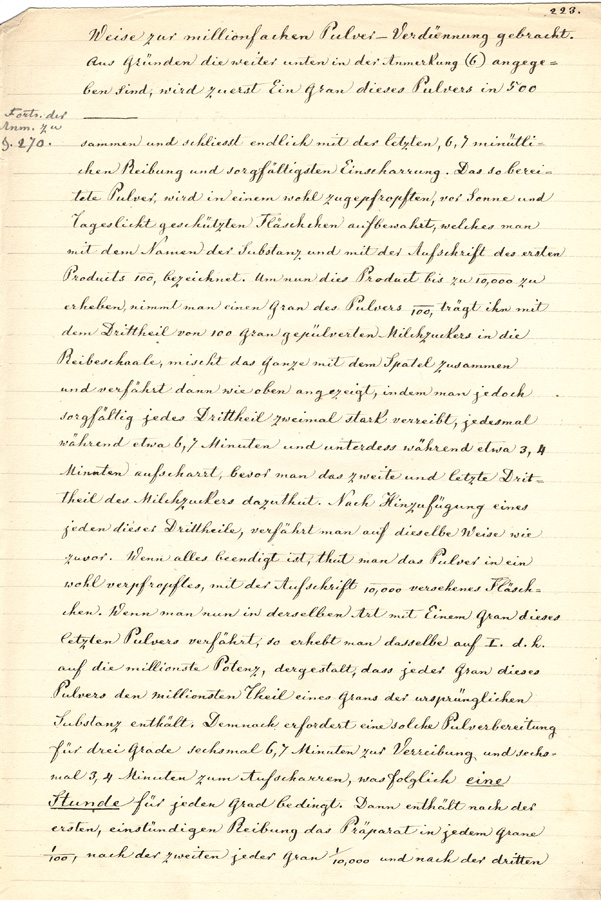 223.
Weise zur millionfachen Pulver-Verdünnung gebracht.
Aus Gründen die weiter unten in der Anmerkung (6) angege=
ben sind, wird zuerst Ein Gran dieses Pulvers in 500
Forts. der
Anm. zu
§. 270.
sammen und schliesst endlich mit der letzten, 6, 7 minütli-
chen Reibung und sorgfältigsten Einscharrung. Das so berei-
tete Pulver, wird in einem wohl zugepfropften, vor Sonne und
Tageslicht geschützten Fläschchen aufbewahrt, welches man
mit dem Namen der Substanz und mit der Aufschrift des ersten
Products 100, bezeichnet. Um nun dies Product bis zu 10,000 zu
erheben, nimmt man einen Gran des Pulvers 100, trägt ihn mit
dem Drittheil von 100 Gran gepülverten Milchzuckers in die
Reibeschaale, mischt das Ganze mit dem Spatel zusammen
und verfährt dann wie oben angezeigt, indem man jedoch
sorgfältig jedes Drittheil zweimal stark verreibt, jedesmal
während etwa 6, 7 Minuten und unterdess während etwa 3, 4
Minuten aufscharrt, bevor man das zweite und letzte Drit=
theil des Milchzuckers dazuthut. Nach Hinzufügung eines
jeden dieser Drittheile, verfährt man auf dieselbe Weise wie
zuvor. Wenn alles beendigt ist, thut man das Pulver in ein
wohl verpfropftes, mit der Aufschrift 10,000 versehenes Fläsch=
chen. Wenn man nun in derselben Art mit Einem Gran dieses
letzten Pulvers verfährt, so erhebt man dasselbe auf I. d. h.
auf die millionste Potenz, dergestalt, dass jeder Gran dieses
Pulvers den millionsten Theil eines Grans der ursprünglichen
Substanz enthält. Demnach erfordert eine solche Pulverbereitung
für drei Grade sechsmal 6, 7 Minuten zur Verreibung und sechs-
mal 3, 4 Minuten zum Aufscharren, was folglich eine
Stunde für jeden Grad bedingt. Dann enthält nach der
ersten, einstündigen Reibung das Präparat in jedem Grane
1/100, nach der zweiten jeder Gran 1/10,000 und nach der dritten